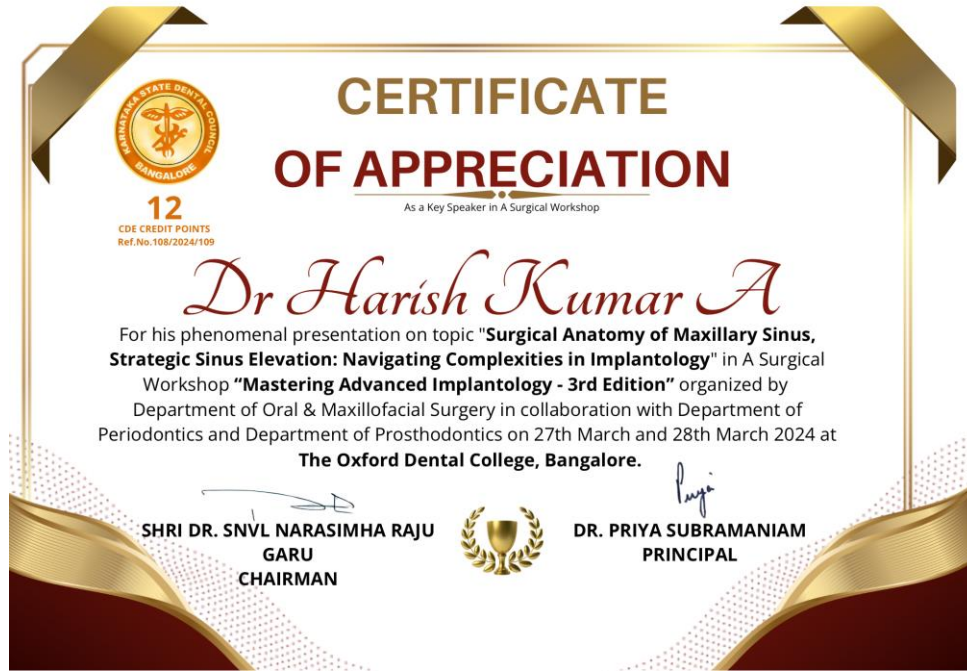 CERTIFICATE
OF APPRECIATION
As a Key Speaker in A Surgical Workshop
KARNATAKA STATE DENTAL COUNCIL
BANGALORE
12
CDE CREDIT POINTS
Ref.No.108/2024/109
Dr Harish Kumar A
For his phenomenal presentation on topic "Surgical Anatomy of Maxillary Sinus,
Strategic Sinus Elevation: Navigating Complexities in Implantology" in A Surgical
Workshop “Mastering Advanced Implantology - 3rd Edition” organized by
Department of Oral & Maxillofacial Surgery in collaboration with Department of
Periodontics and Department of Prosthodontics on 27th March and 28th March 2024 at
The Oxford Dental College, Bangalore.
Priya
SHRI DR. SNVL NARASIMHA RAJU
GARU
CHAIRMAN
DR. PRIYA SUBRAMANIAM
PRINCIPAL